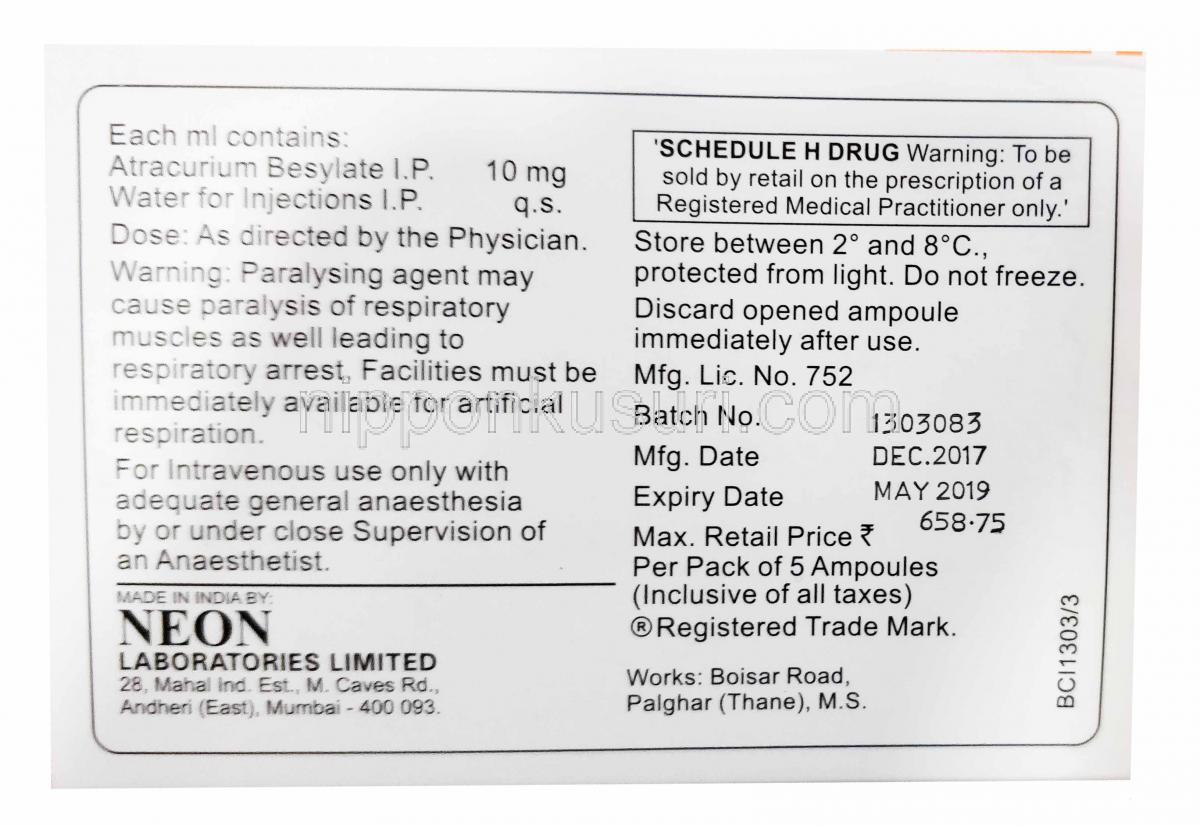 Each ml contains:
Atracurium Besylate I.P. 10 mg
Water for Injections I.P. q.s.
Dose: As directed by the Physician.
Warning: Paralysing agent may
cause paralysis of respiratory
muscles as well leading to
respiratory arrest, Facilities must be
immediately available for artificial
respiration.
For Intravenous use only with
adequate general anaesthesia
by or under close Supervision of
an Anaesthetist.
MADE IN INDIA BY:
NEON
LABORATORIES LIMITED
28, Mahal Ind. Est., M. Caves Rd.,
Andheri (East), Mumbai - 400 093.
'SCHEDULE H DRUG Warning: To be
sold by retail on the prescription of a
Registered Medical Practitioner only.'
Store between 2° and 8°C.,
protected from light. Do not freeze.
Discard opened ampoule
immediately after use.
Mfg. Lic. No. 752
Batch No. 1303083
Mfg. Date DEC.2017
Expiry Date MAY 2019
Max. Retail Price ₹ 658·75
Per Pack of 5 Ampoules
(Inclusive of all taxes)
® Registered Trade Mark.
Works: Boisar Road,
Palghar (Thane), M.S.
BCI1303/3
nipponkusuri.com